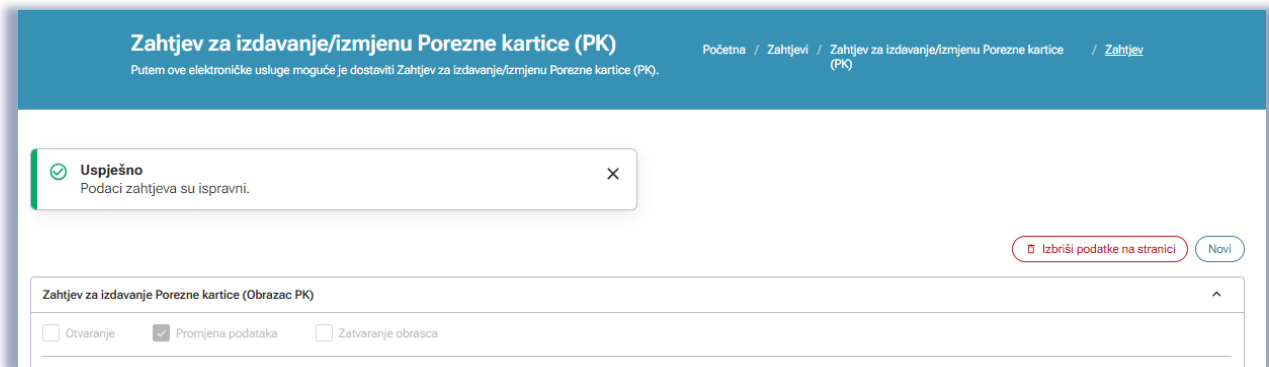 Zahtjev za izdavanje/izmjenu Porezne kartice (PK)
Putem ove elektroničke usluge moguće je dostaviti Zahtjev za izdavanje/izmjenu Porezne kartice (PK).
Početna / Zahtjevi / Zahtjev za izdavanje/izmjenu Porezne kartice (PK) / Zahtjev
Uspješno
Podaci zahtjeva su ispravni.
Izbriši podatke na stranici
Novi
Zahtjev za izdavanje Porezne kartice (Obrazac PK)
Otvaranje Promjena podataka Zatvaranje obrasca